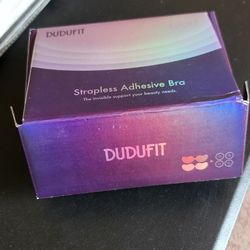 DUDUFIT
Strapless Adhesive Bra
The invisible support your beauty needs.
DUDUFIT